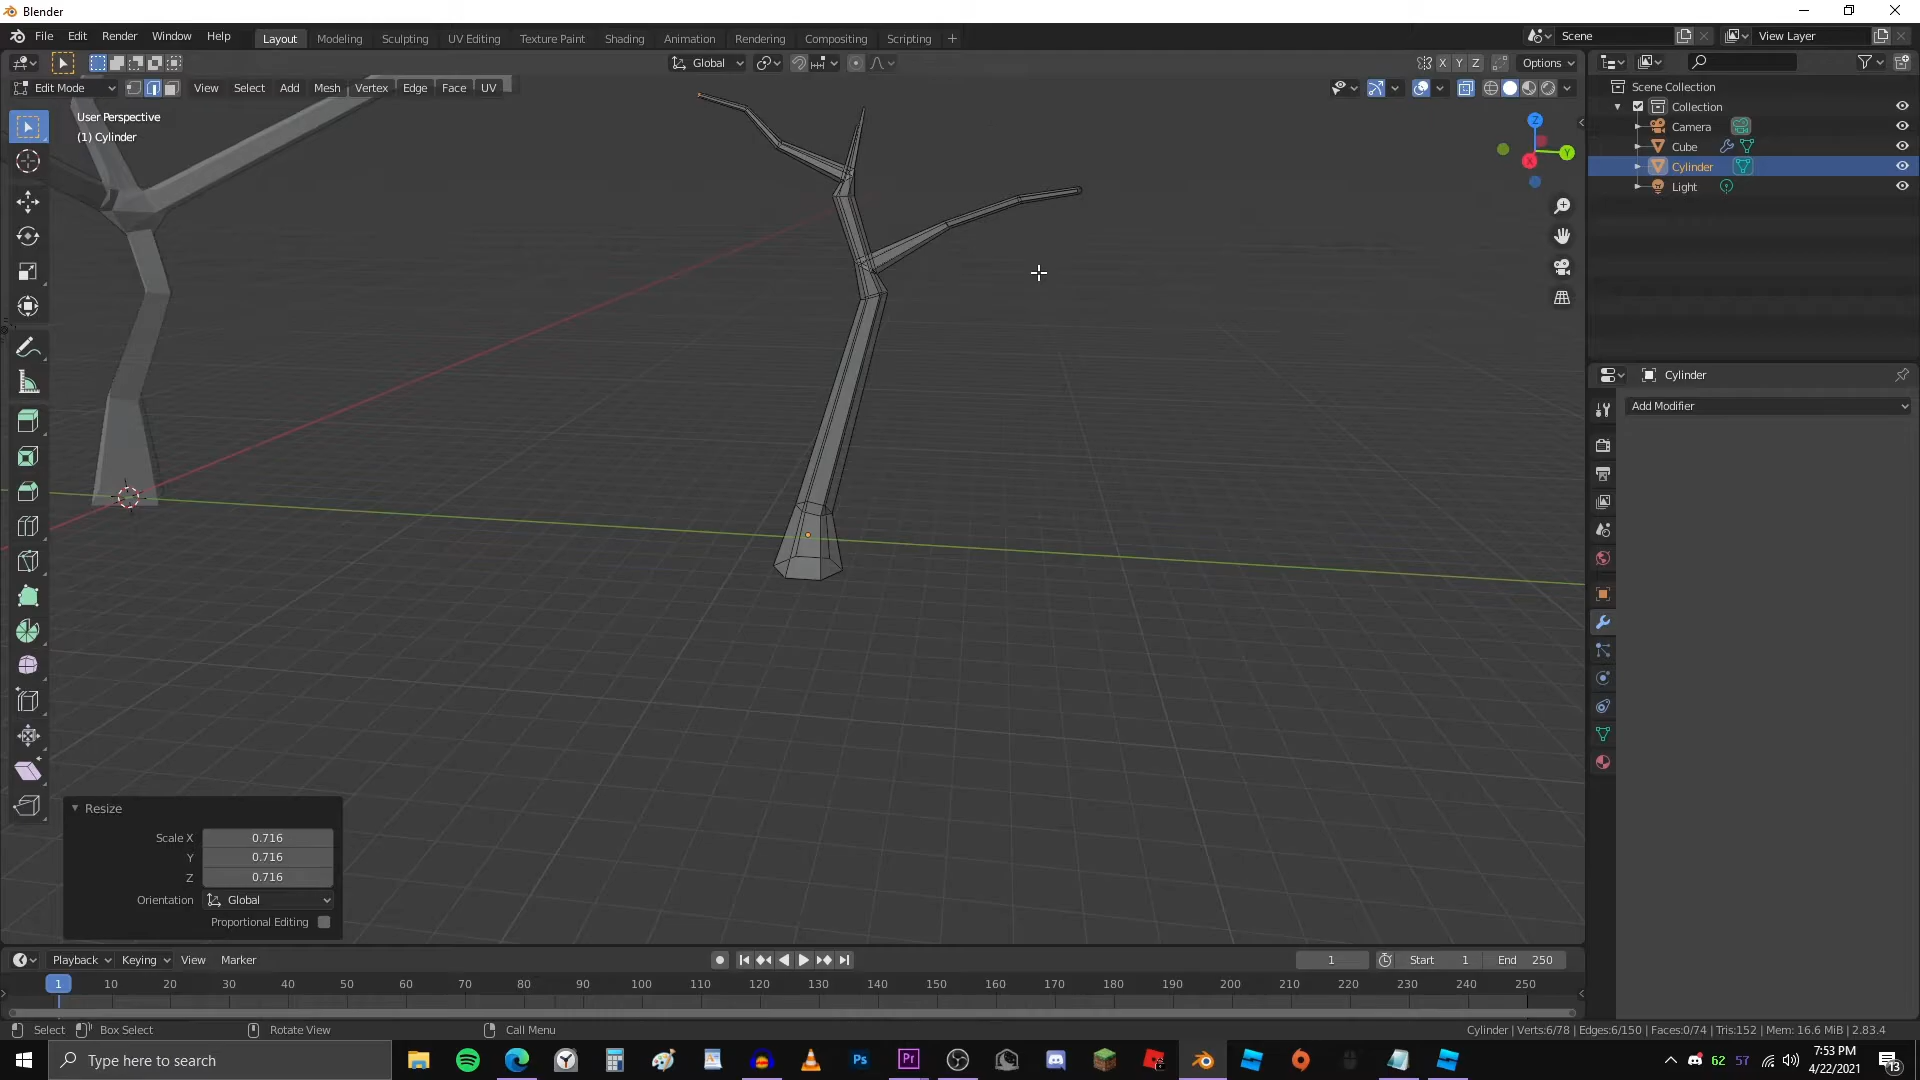 Blender
File Edit Render Window Help Layout Modeling Sculpting UV Editing Texture Paint Shading Animation Rendering Compositing Scripting + Scene View Layer
Global X Y Z Options
Edit Mode View Select Add Mesh Vertex Edge Face UV
User Perspective
(1) Cylinder
Z
Y
X
Scene Collection
Collection
Camera
Cube
Cylinder
Light
Cylinder
Add Modifier
Resize
Scale X 0.716
Y 0.716
Z 0.716
Orientation Global
Proportional Editing
Playback Keying View Marker 1 Start 1 End 250
1 10 20 30 40 50 60 70 80 90 100 110 120 130 140 150 160 170 180 190 200 210 220 230 240 250
Select Box Select Rotate View Call Menu Cylinder | Verts:6/78 | Edges:6/150 | Faces:0/74 | Tris:152 | Mem: 16.6 MiB | 2.83.4
Type here to search Ps Pr 62 57 7:53 PM
4/22/2021
13